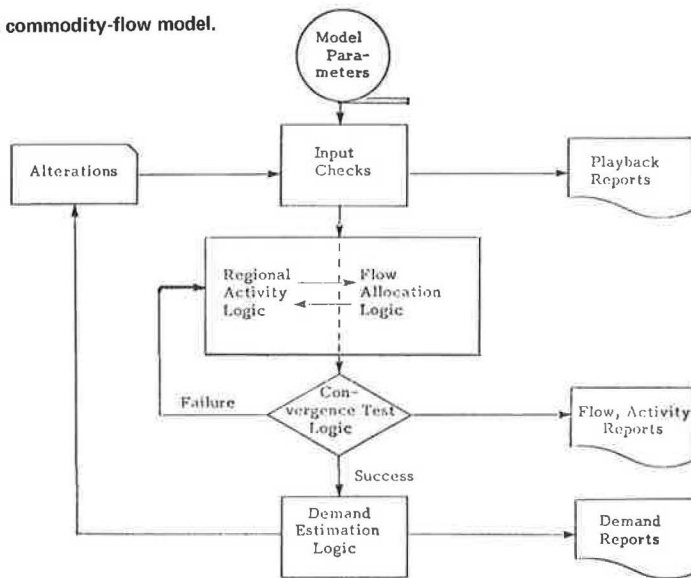 commodity-flow model.
Model
Para-
meters
Alterations
Input
Checks
Playback
Reports
Regional
Activity
Logic
Flow
Allocation
Logic
Failure
Con-
vergence Test
Logic
Flow, Activity
Reports
Success
Demand
Estimation
Logic
Demand
Reports